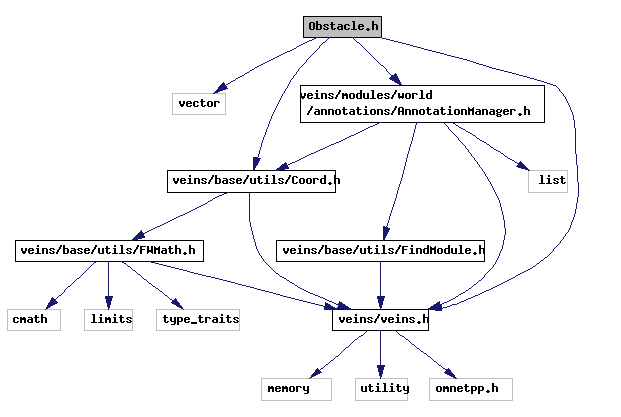 Obstacle.h
veins/modules/world
/annotations/AnnotationManager.h
vector
veins/base/utils/Coord.h
list
veins/base/utils/FWMath.h
veins/base/utils/FindModule.h
cmath
limits
type_traits
veins/veins.h
memory
utility
omnetpp.h